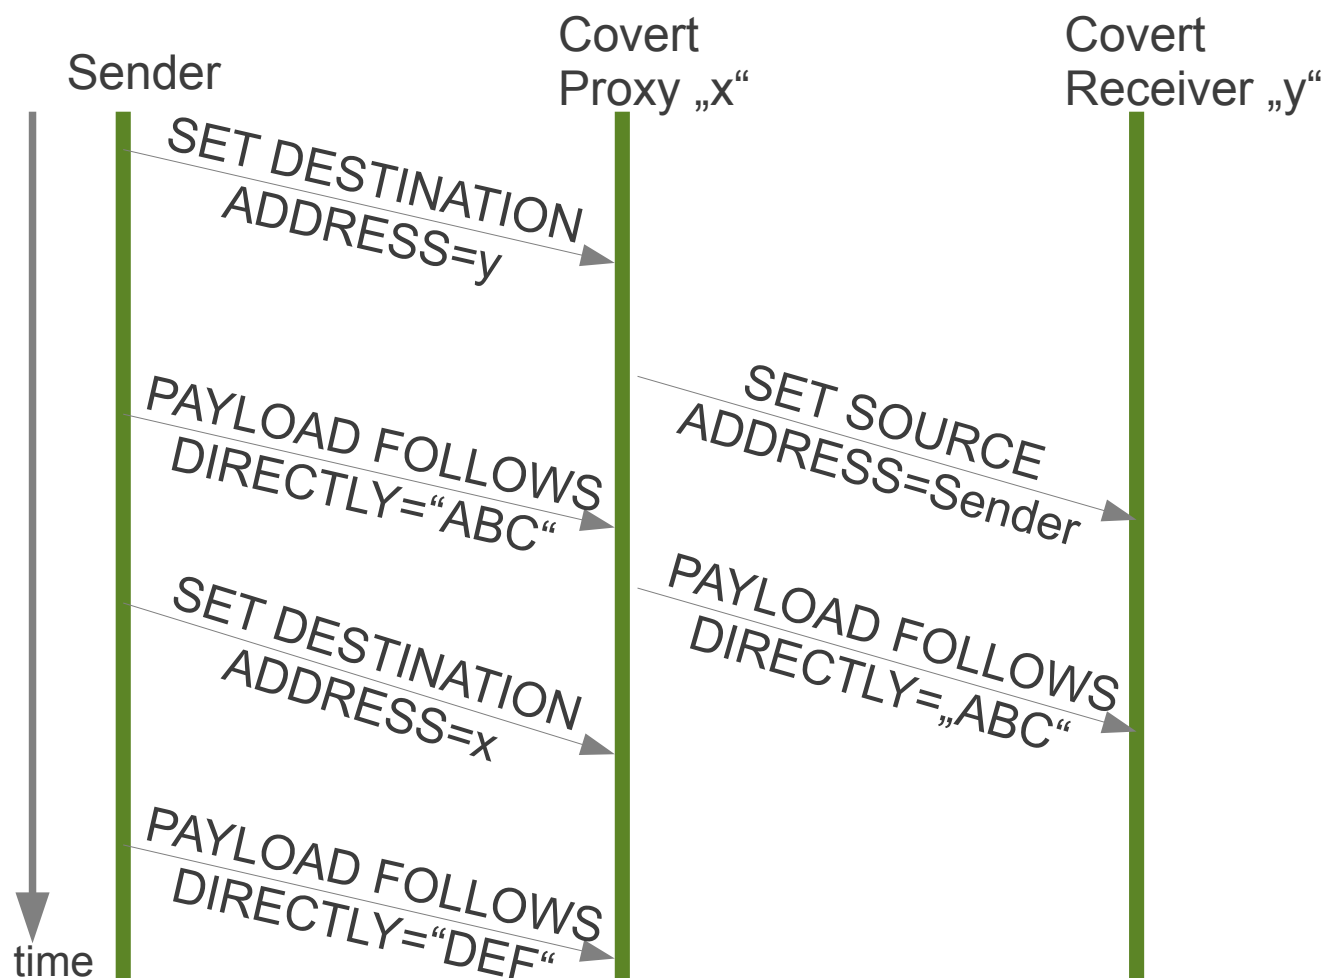 Sender
Covert
Proxy „x“
Covert
Receiver „y“
SET DESTINATION
ADDRESS=y
SET SOURCE
ADDRESS=Sender
PAYLOAD FOLLOWS
DIRECTLY=“ABC“
PAYLOAD FOLLOWS
DIRECTLY=„ABC“
SET DESTINATION
ADDRESS=x
PAYLOAD FOLLOWS
DIRECTLY=“DEF“
time